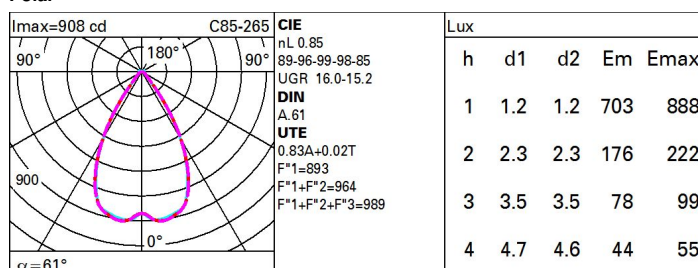 Imax=908 cd C85-265
90° 180° 90°
900
0°
α=61°
CIE
nL 0.85
89-96-99-98-85
UGR 16.0-15.2
DIN
A.61
UTE
0.83A+0.02T
F"1=893
F"1+F"2=964
F"1+F"2+F"3=989
Lux
h d1 d2 Em Emax
1 1.2 1.2 703 888
2 2.3 2.3 176 222
3 3.5 3.5 78 99
4 4.7 4.6 44 55